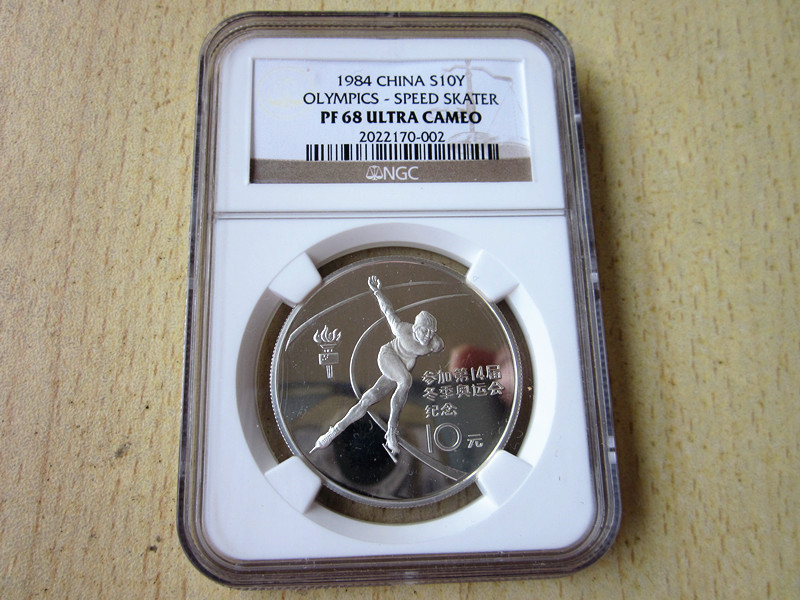 1984 CHINA S10Y
OLYMPICS - SPEED SKATER
PF 68 ULTRA CAMEO
2022170-002
NGC
参加第14届
冬季奥运会
纪念
10元